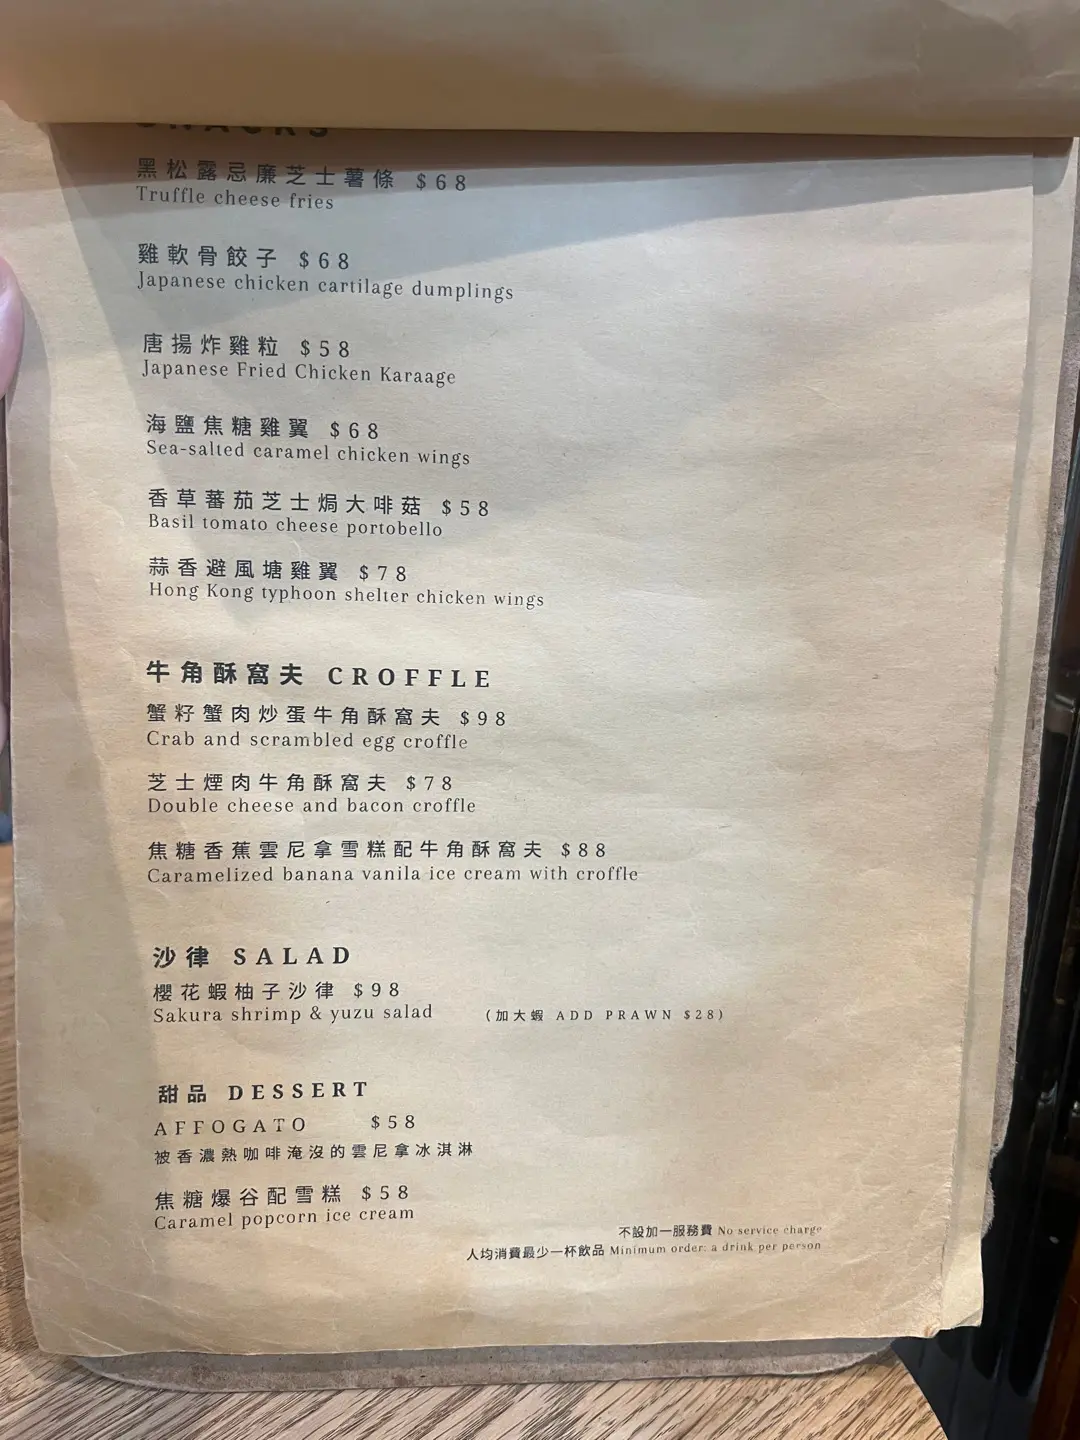 SNACKS
黑松露忌廉芝士薯條 $68
Truffle cheese fries
雞軟骨餃子 $68
Japanese chicken cartilage dumplings
唐揚炸雞粒 $58
Japanese Fried Chicken Karaage
海鹽焦糖雞翼 $68
Sea-salted caramel chicken wings
香草蕃茄芝士焗大啡菇 $58
Basil tomato cheese portobello
蒜香避風塘雞翼 $78
Hong Kong typhoon shelter chicken wings
牛角酥窩夫 CROFFLE
蟹籽蟹肉炒蛋牛角酥窩夫 $98
Crab and scrambled egg croffle
芝士煙肉牛角酥窩夫 $78
Double cheese and bacon croffle
焦糖香蕉雲尼拿雪糕配牛角酥窩夫 $88
Caramelized banana vanila ice cream with croffle
沙律 SALAD
櫻花蝦柚子沙律 $98
Sakura shrimp & yuzu salad (加大蝦 ADD PRAWN $28)
甜品 DESSERT
AFFOGATO $58
被香濃熱咖啡淹沒的雲尼拿冰淇淋
焦糖爆谷配雪糕 $58
Caramel popcorn ice cream
不設加一服務費 No service charge
人均消費最少一杯飲品 Minimum order: a drink per person